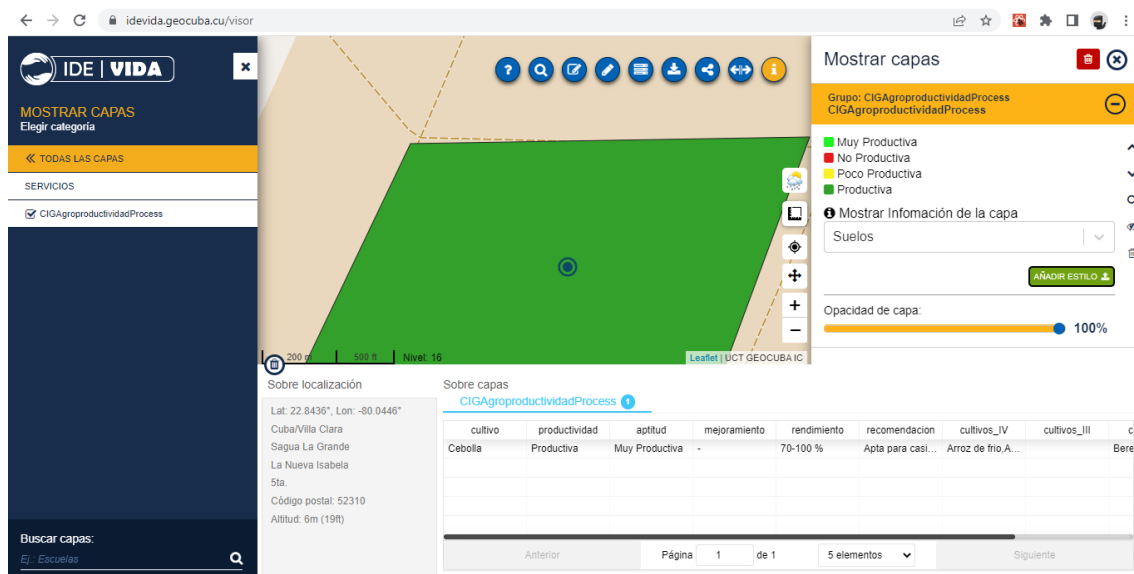 idevida.geocuba.cu/visor
IDE | VIDA
MOSTRAR CAPAS
Elegir categoría
TODAS LAS CAPAS
SERVICIOS
CIGAgroproductividadProcess
Buscar capas:
Ej.: Escuelas
200 m
500 ft
Nivel: 16
Leaflet | UCT GEOCUBA IC
Mostrar capas
Grupo: CIGAgroproductividadProcess
CIGAgroproductividadProcess
Muy Productiva
No Productiva
Poco Productiva
Productiva
Mostrar Infomación de la capa
Suelos
AÑADIR ESTILO
Opacidad de capa:
100%
Sobre localización
Lat: 22.8436°, Lon: -80.0446°
Cuba/Villa Clara
Sagua La Grande
La Nueva Isabela
5ta.
Código postal: 52310
Altitud: 6m (19ft)
Sobre capas
CIGAgroproductividadProcess 1
cultivo productividad aptitud mejoramiento rendimiento recomendacion cultivos_IV cultivos_III c
Cebolla Productiva Muy Productiva - 70-100 % Apta para casi... Arroz de frio,A... Bere
Anterior Página 1 de 1 5 elementos Siguiente